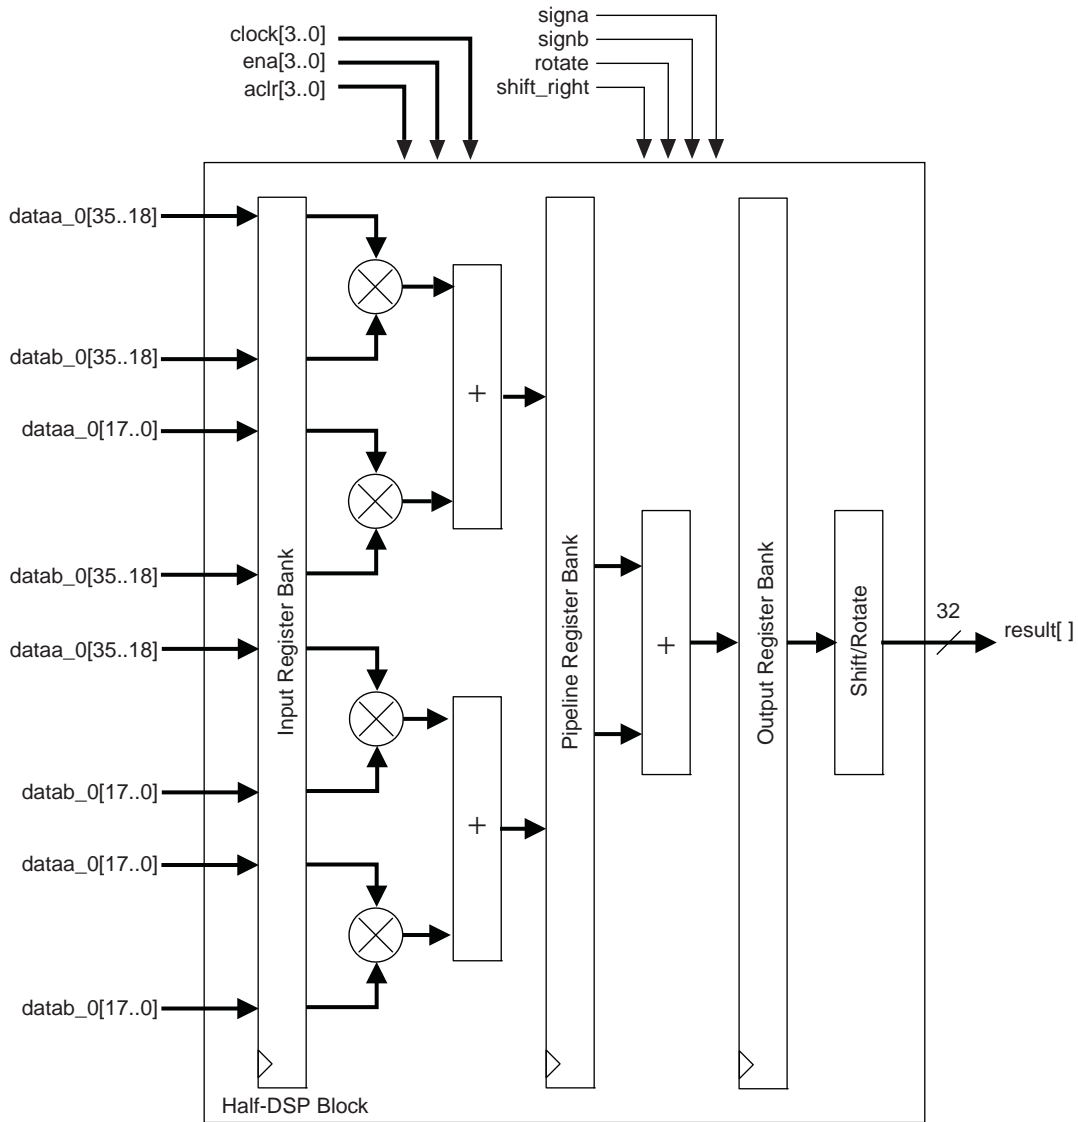 clock[3..0]
ena[3..0]
aclr[3..0]
signa
signb
rotate
shift_right
dataa_0[35..18]
datab_0[35..18]
dataa_0[17..0]
datab_0[35..18]
dataa_0[35..18]
datab_0[17..0]
dataa_0[17..0]
datab_0[17..0]
Input Register Bank
+
+
Pipeline Register Bank
+
Output Register Bank
Shift/Rotate
32
result[ ]
Half-DSP Block